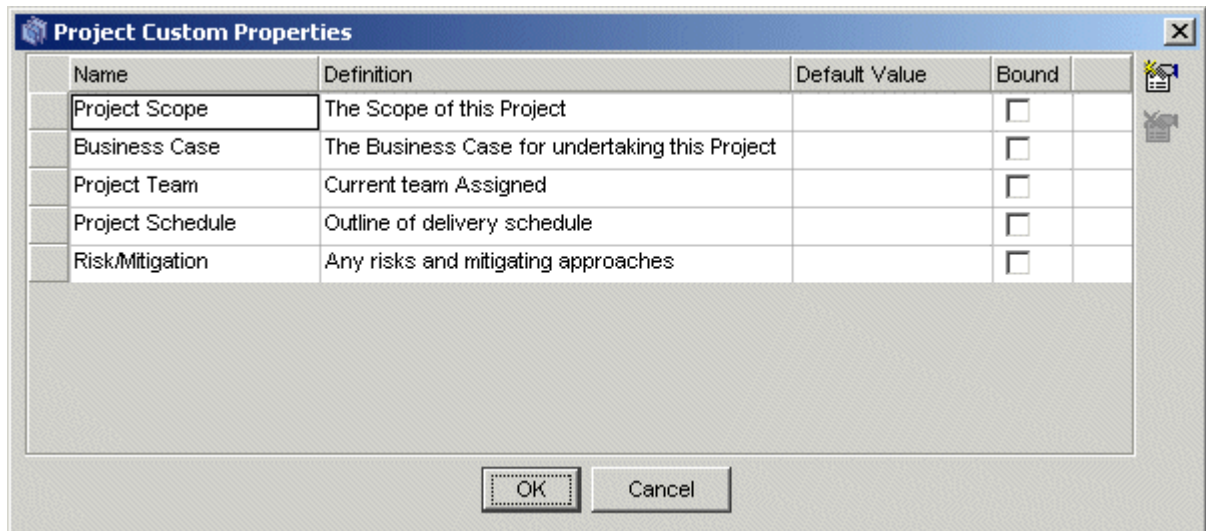 Project Custom Properties
Name Definition Default Value Bound
Project Scope The Scope of this Project
Business Case The Business Case for undertaking this Project
Project Team Current team Assigned
Project Schedule Outline of delivery schedule
Risk/Mitigation Any risks and mitigating approaches
OK Cancel